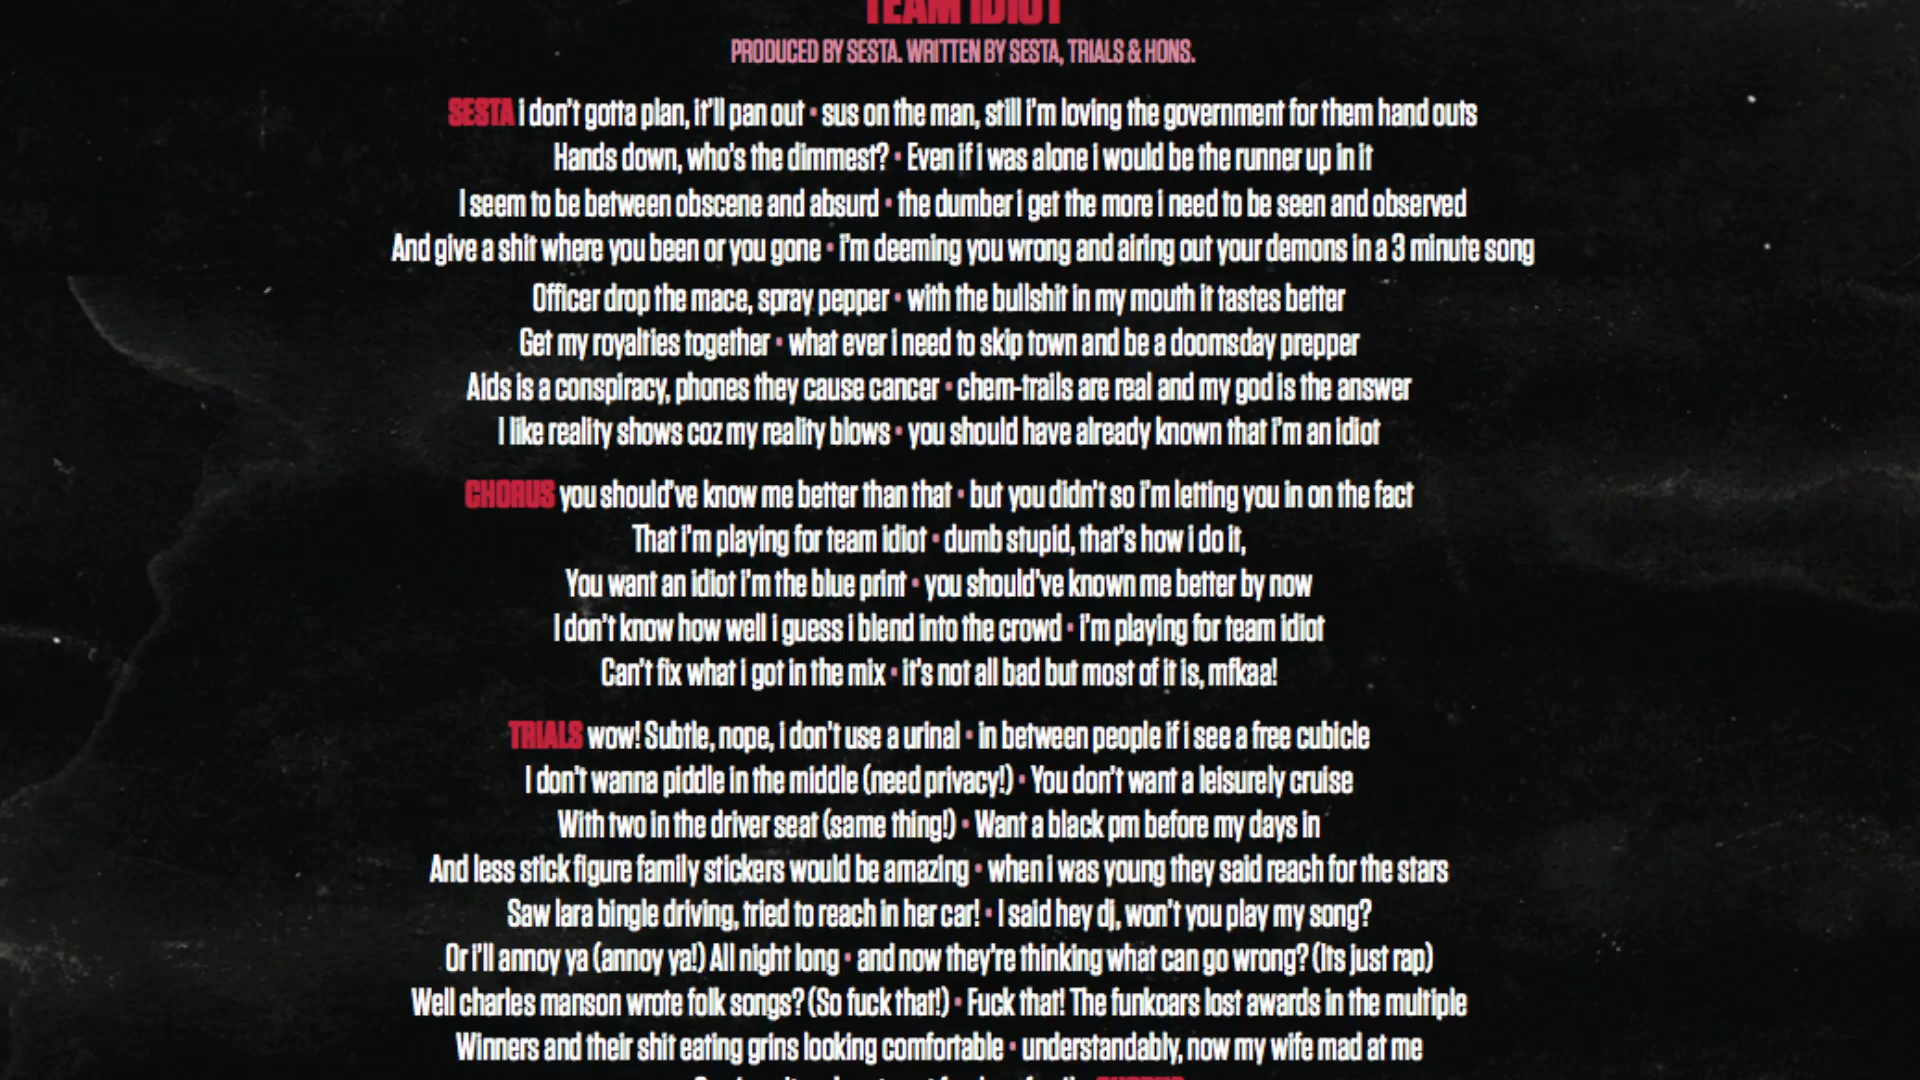 TEAM IDIOT
PRODUCED BY SESTA. WRITTEN BY SESTA, TRIALS & HONS.
SESTA i don't gotta plan, it'll pan out • sus on the man, still i'm loving the government for them hand outs
Hands down, who's the dimmest? • Even if i was alone i would be the runner up in it
I seem to be between obscene and absurd • the dumber i get the more i need to be seen and observed
And give a shit where you been or you gone • i'm deeming you wrong and airing out your demons in a 3 minute song
Officer drop the mace, spray pepper • with the bullshit in my mouth it tastes better
Get my royalties together • what ever i need to skip town and be a doomsday prepper
Aids is a conspiracy, phones they cause cancer • chem-trails are real and my god is the answer
I like reality shows coz my reality blows • you should have already known that i'm an idiot
CHORUS you should've know me better than that • but you didn't so i'm letting you in on the fact
That i'm playing for team idiot • dumb stupid, that's how i do it,
You want an idiot i'm the blue print • you should've known me better by now
I don't know how well i guess i blend into the crowd • i'm playing for team idiot
Can't fix what i got in the mix • it's not all bad but most of it is, mfkaa!
TRIALS wow! Subtle, nope, i don't use a urinal • in between people if i see a free cubicle
I don't wanna piddle in the middle (need privacy!) • You don't want a leisurely cruise
With two in the driver seat (same thing!) • Want a black pm before my days in
And less stick figure family stickers would be amazing • when i was young they said reach for the stars
Saw lara bingle driving, tried to reach in her car! • I said hey dj, won't you play my song?
Or i'll annoy ya (annoy ya!) All night long • and now they're thinking what can go wrong? (Its just rap)
Well charles manson wrote folk songs? (So fuck that!) • Fuck that! The funkoars lost awards in the multiple
Winners and their shit eating grins looking comfortable • understandably, now my wife mad at me